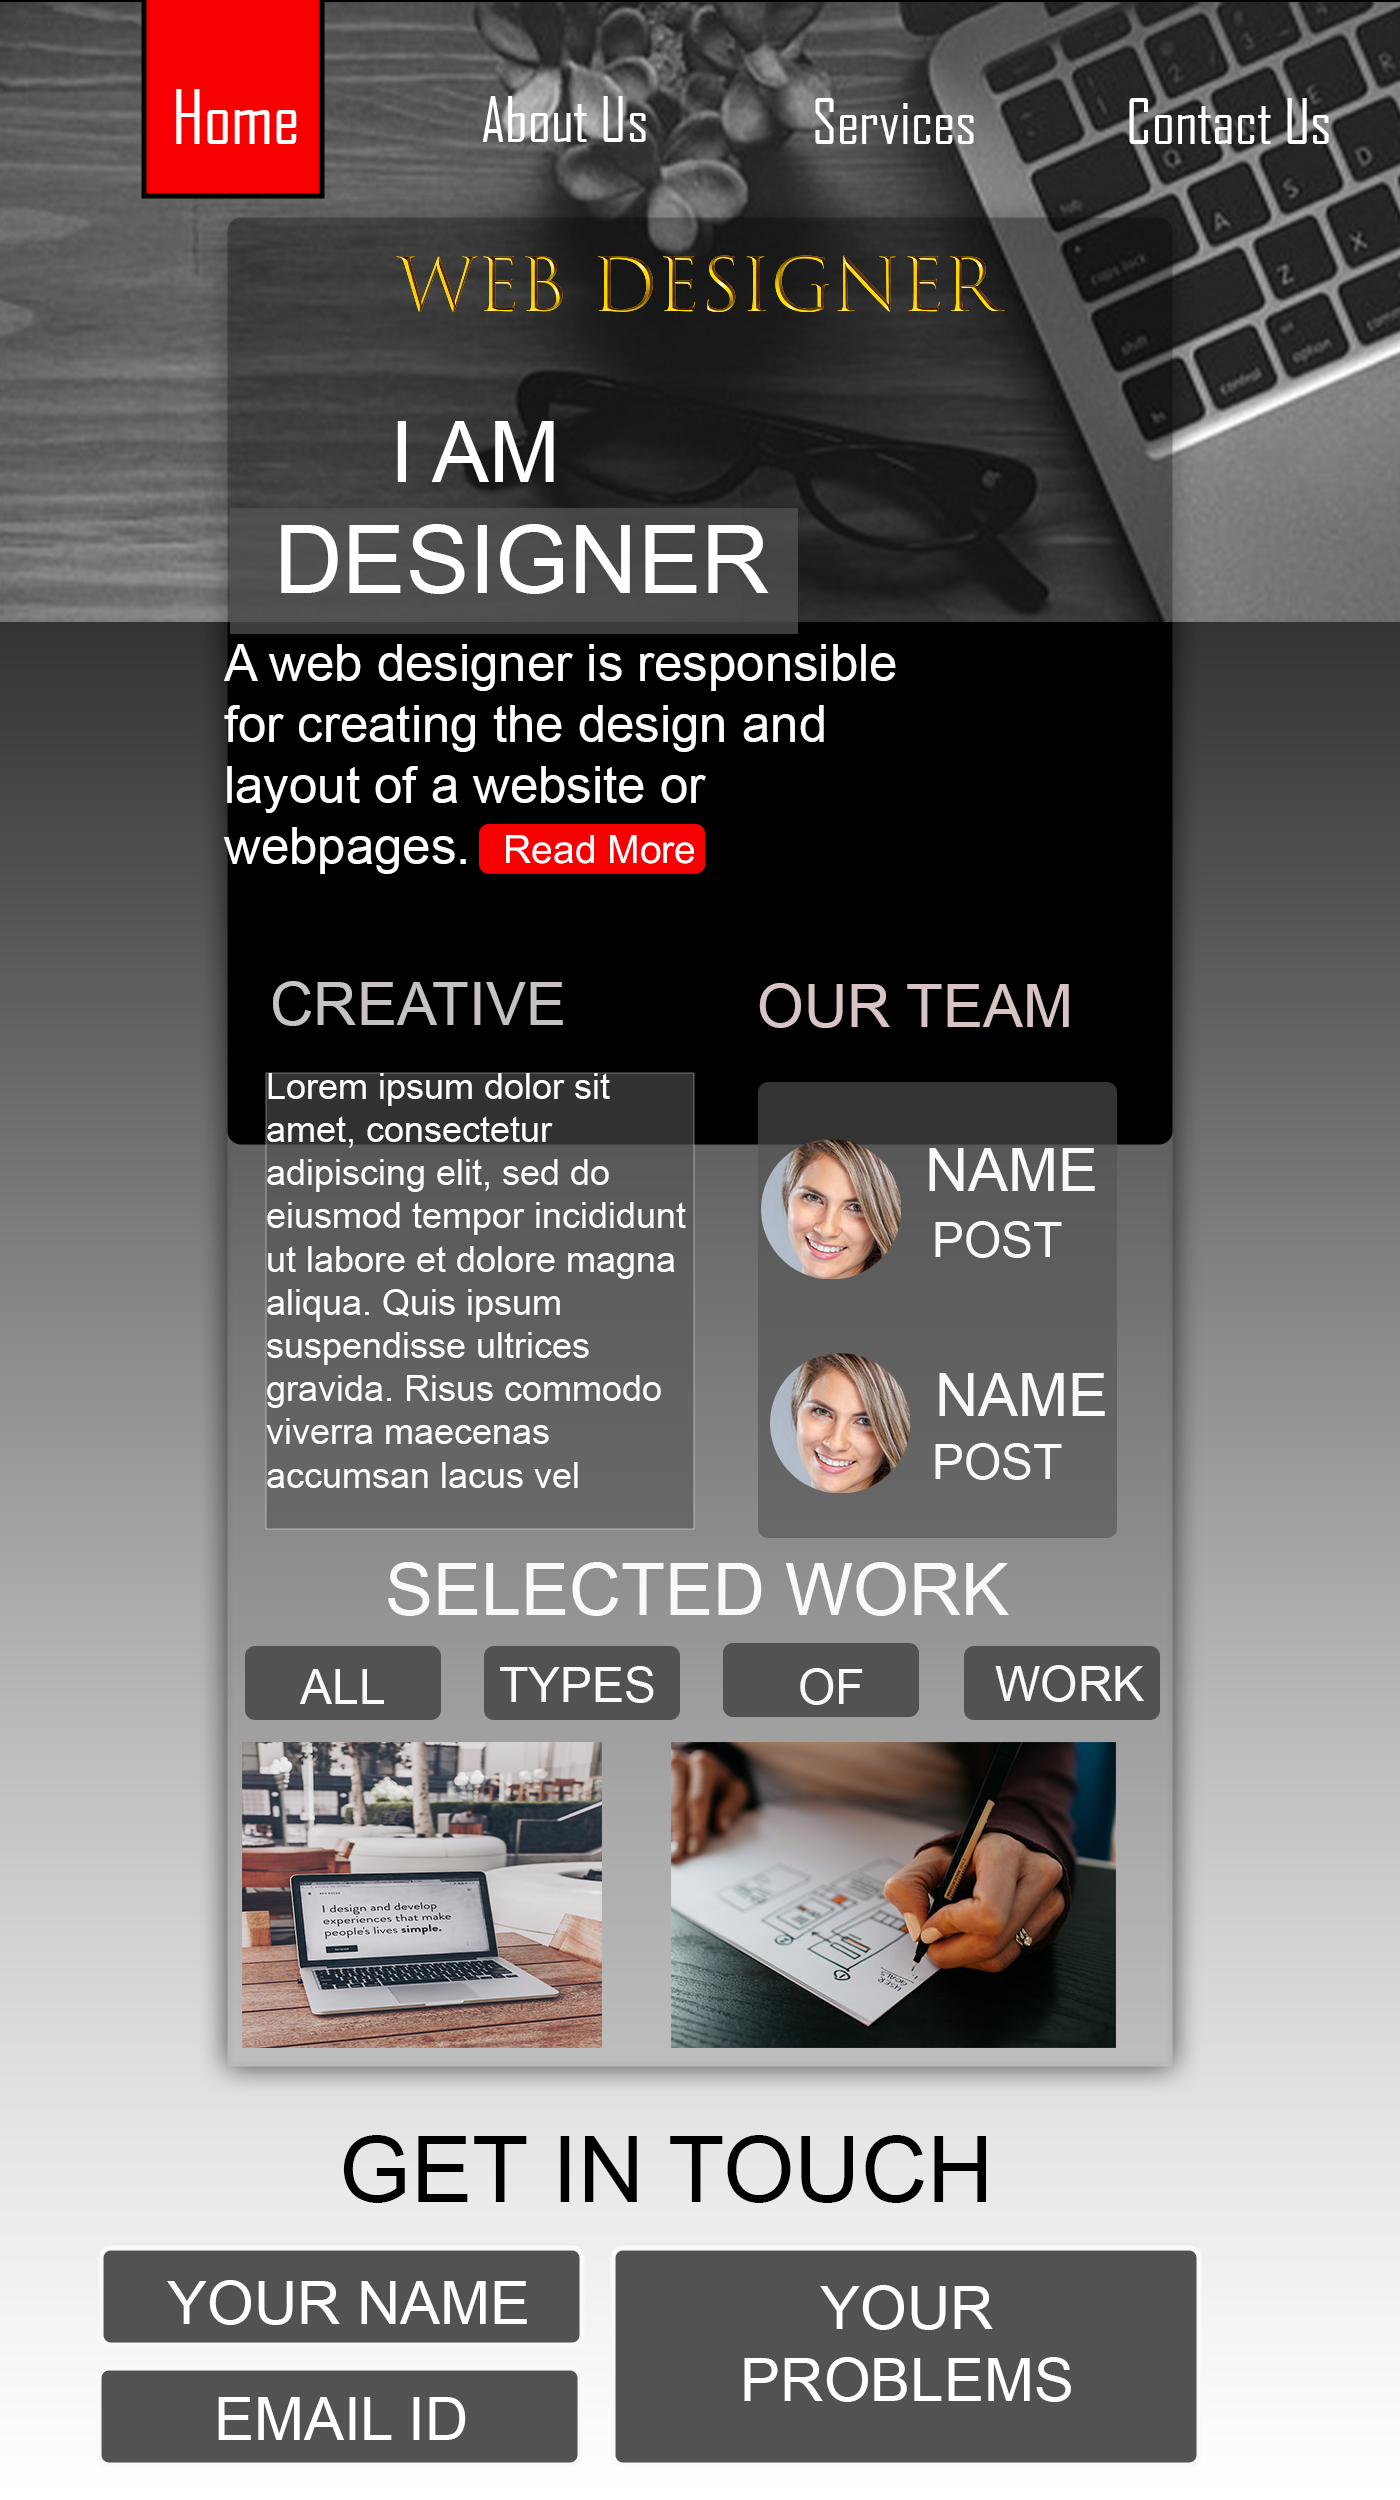 Home
About Us
Services
Contact Us
WEB DESIGNER
I AM
DESIGNER
A web designer is responsible
for creating the design and
layout of a website or
webpages. Read More
CREATIVE
OUR TEAM
Lorem ipsum dolor sit
amet, consectetur
adipiscing elit, sed do
eiusmod tempor incididunt
ut labore et dolore magna
aliqua. Quis ipsum
suspendisse ultrices
gravida. Risus commodo
viverra maecenas
accumsan lacus vel
NAME
POST
NAME
POST
SELECTED WORK
ALL
TYPES
OF
WORK
I design and develop
experiences that make
people's lives simple.
USER
GOALS
GET IN TOUCH
YOUR NAME
EMAIL ID
YOUR
PROBLEMS